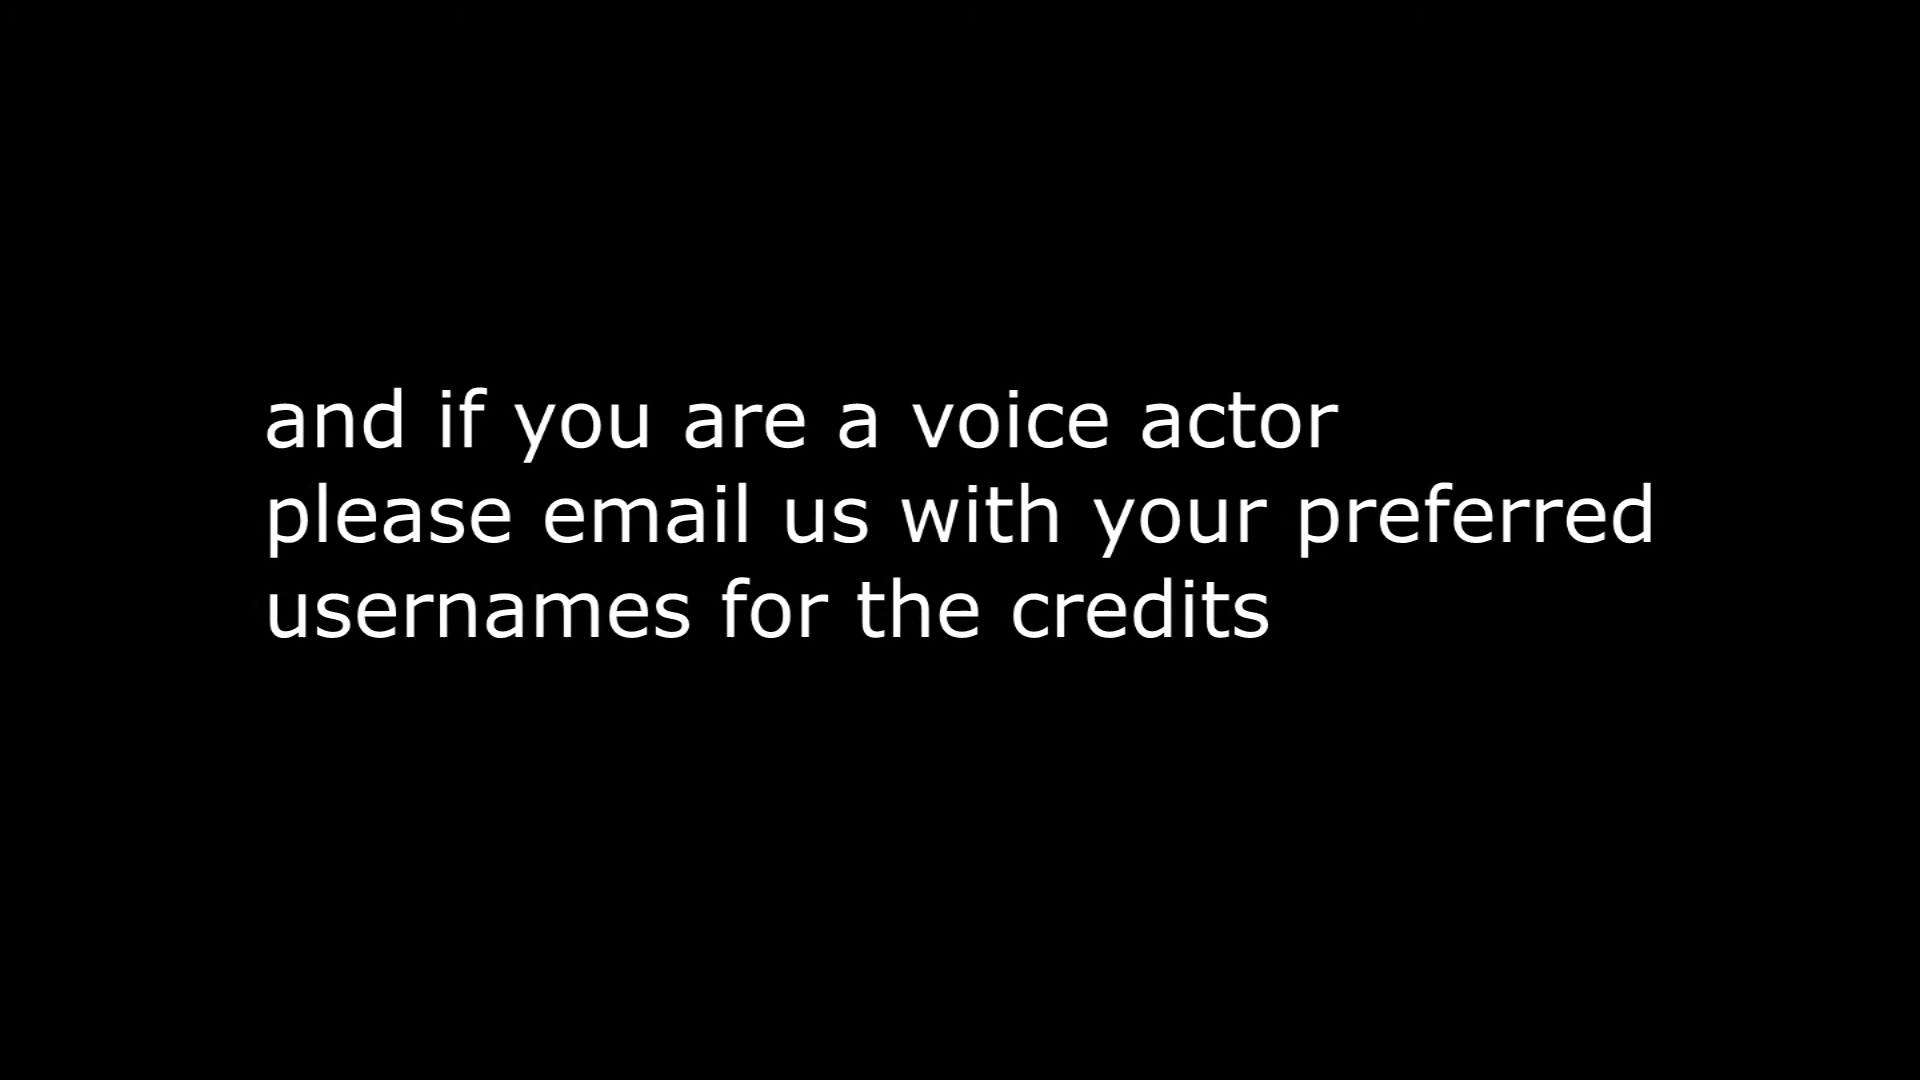 and if you are a voice actor
please email us with your preferred
usernames for the credits